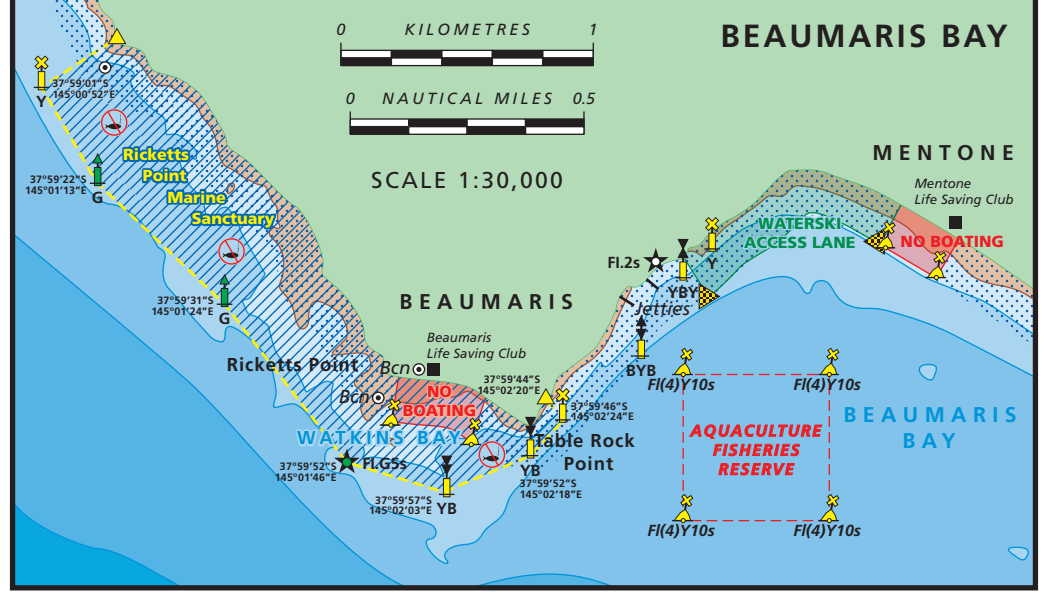 BEAUMARIS BAY
0 KILOMETRES 1
0 NAUTICAL MILES 0.5
SCALE 1:30,000
MENTONE
Mentone
Life Saving Club
37°59'01"S
145°00'52"E
Y
Ricketts
Point
Marine
Sanctuary
37°59'22"S
145°01'13"E
G
37°59'31"S
145°01'24"E
G
WATERSKI
ACCESS LANE
NO BOATING
Y
Fl.2s
YBY
Jetties
BYB
BEAUMARIS
Beaumaris
Life Saving Club
Ricketts Point
Bcn
Bcn
NO
BOATING
37°59'44"S
145°02'20"E
37°59'46"S
145°02'24"E
WATKINS BAY
Table Rock
Point
YB
37°59'52"S
145°02'18"E
37°59'52"S
145°01'46"E
Fl.G5s
37°59'57"S
145°02'03"E
YB
Fl(4)Y10s
Fl(4)Y10s
AQUACULTURE
FISHERIES
RESERVE
BEAUMARIS
BAY
Fl(4)Y10s
Fl(4)Y10s